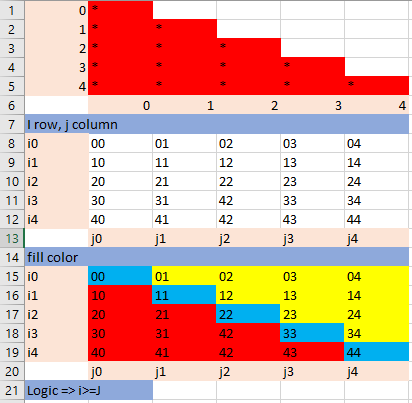 1 0 *
2 1 * *
3 2 * * *
4 3 * * * * *
5 4 * * * * *
6 0 1 2 3 4
7 I row, j column
8 i0 00 01 02 03 04
9 i1 10 11 12 13 14
10 i2 20 21 22 23 24
11 i3 30 31 42 33 34
12 i4 40 41 42 43 44
13 j0 j1 j2 j3 j4
14 fill color
15 i0 00 01 02 03 04
16 i1 10 11 12 13 14
17 i2 20 21 22 23 24
18 i3 30 31 42 33 34
19 i4 40 41 42 43 44
20 j0 j1 j2 j3 j4
21 Logic => i>=J